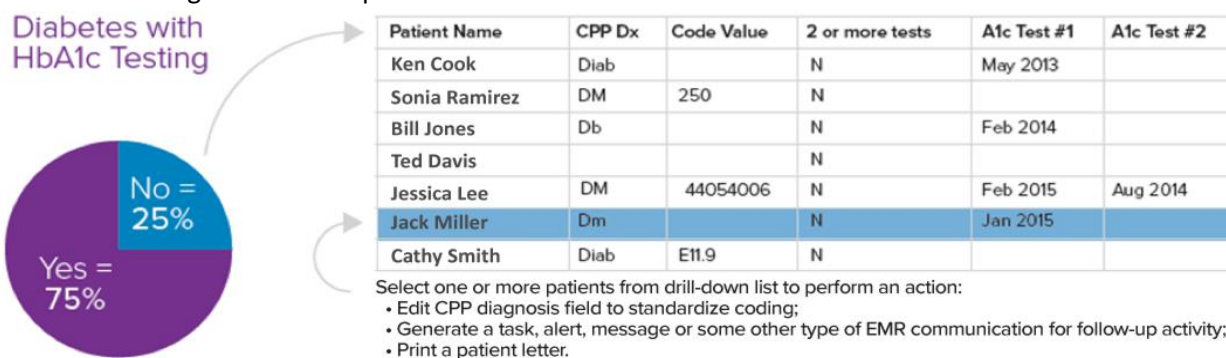 Diabetes with
HbA1c Testing
No =
25%
Yes =
75%
Patient Name CPP Dx Code Value 2 or more tests A1c Test #1 A1c Test #2
Ken Cook Diab N May 2013
Sonia Ramirez DM 250 N
Bill Jones Db N Feb 2014
Ted Davis N
Jessica Lee DM 44054006 N Feb 2015 Aug 2014
Jack Miller Dm N Jan 2015
Cathy Smith Diab E11.9 N
Select one or more patients from drill-down list to perform an action:
• Edit CPP diagnosis field to standardize coding;
• Generate a task, alert, message or some other type of EMR communication for follow-up activity;
• Print a patient letter.